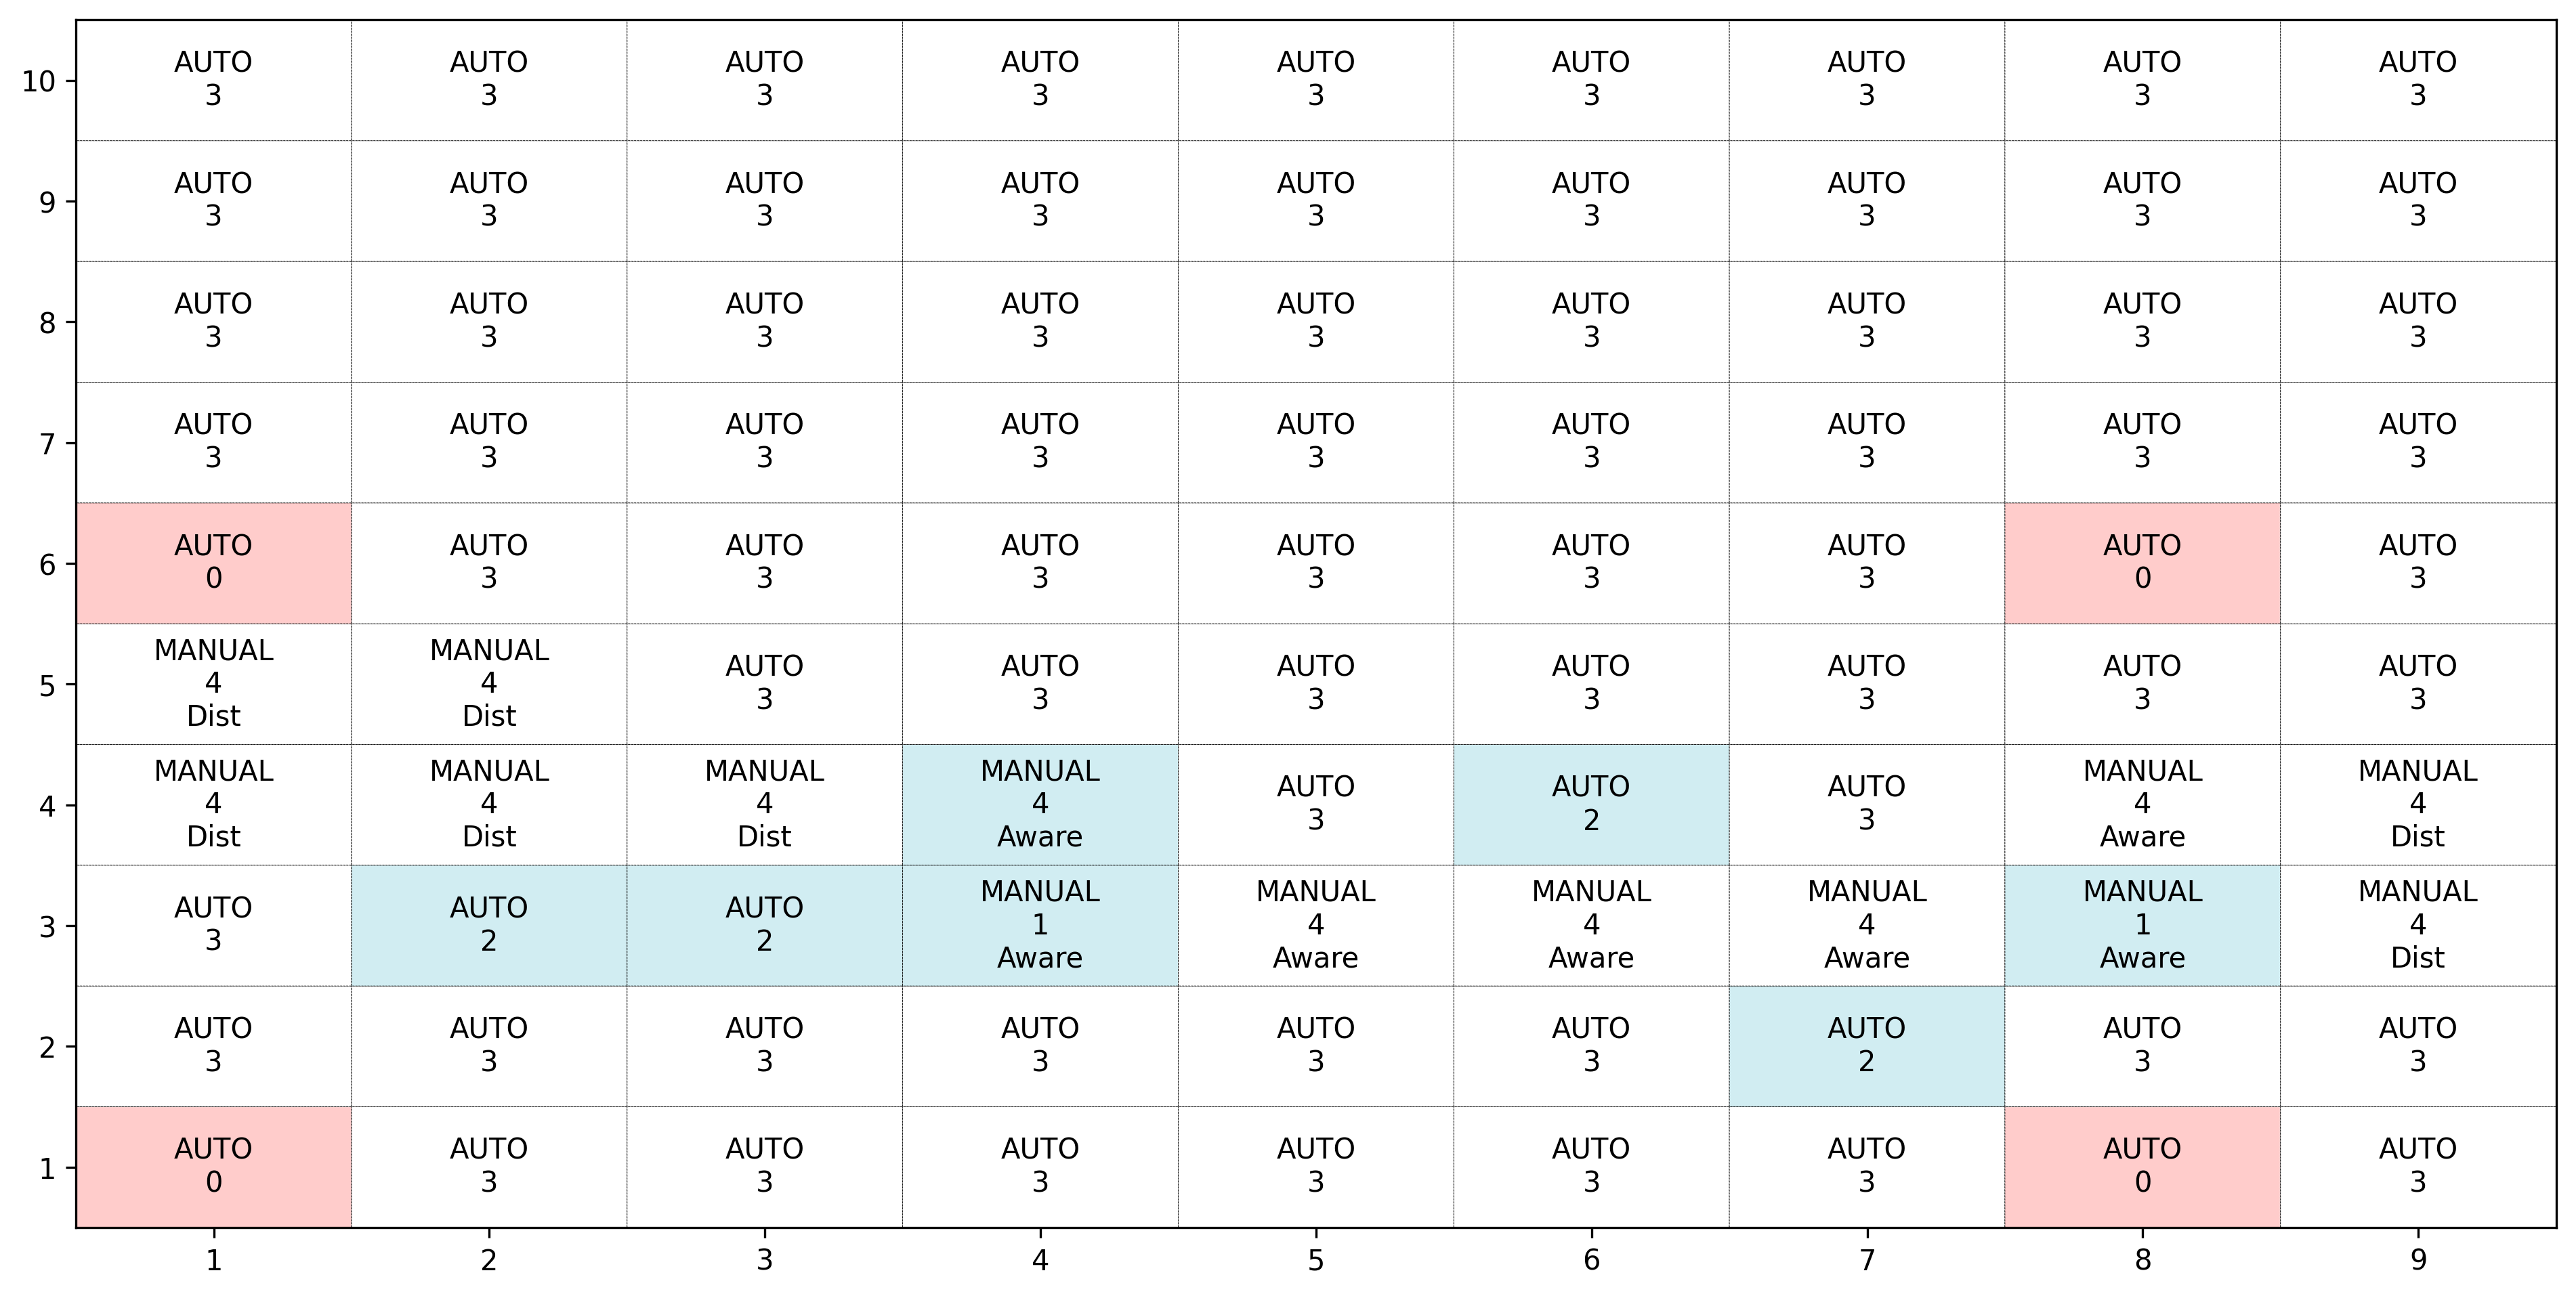 10 AUTO AUTO AUTO AUTO AUTO AUTO AUTO AUTO AUTO
3 3 3 3 3 3 3 3 3
9 AUTO AUTO AUTO AUTO AUTO AUTO AUTO AUTO AUTO
3 3 3 3 3 3 3 3 3
8 AUTO AUTO AUTO AUTO AUTO AUTO AUTO AUTO AUTO
3 3 3 3 3 3 3 3 3
7 AUTO AUTO AUTO AUTO AUTO AUTO AUTO AUTO AUTO
3 3 3 3 3 3 3 3 3
6 AUTO AUTO AUTO AUTO AUTO AUTO AUTO AUTO AUTO
0 3 3 3 3 3 3 0 3
MANUAL MANUAL AUTO AUTO AUTO AUTO AUTO AUTO AUTO
5 4 4 3 3 3 3 3 3 3
Dist Dist
MANUAL MANUAL MANUAL MANUAL AUTO AUTO AUTO MANUAL MANUAL
4 4 4 4 4 3 2 3 4 4
Dist Dist Dist Aware Aware Dist
AUTO AUTO AUTO MANUAL MANUAL MANUAL MANUAL MANUAL MANUAL
3 3 2 2 1 4 4 4 1 4
Aware Aware Aware Aware Aware Dist
2 AUTO AUTO AUTO AUTO AUTO AUTO AUTO AUTO AUTO
3 3 3 3 3 3 2 3 3
1 AUTO AUTO AUTO AUTO AUTO AUTO AUTO AUTO AUTO
0 3 3 3 3 3 3 0 3
1 2 3 4 5 6 7 8 9